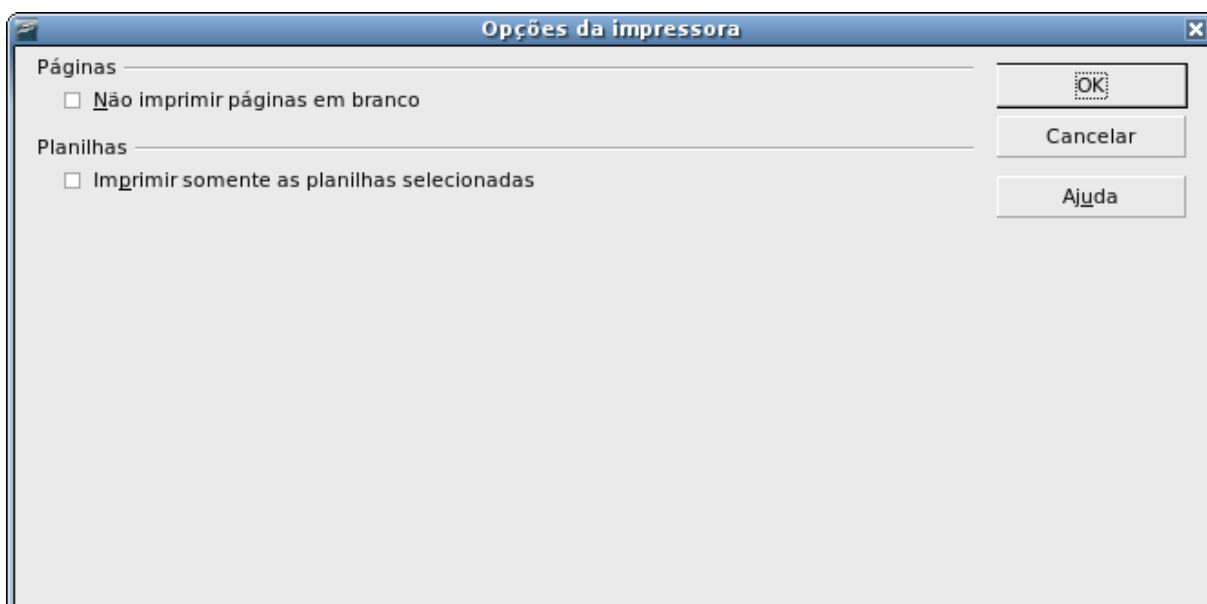 Opções da impressora
Páginas
Não imprimir páginas em branco
OK
Cancelar
Planilhas
Imprimir somente as planilhas selecionadas
Ajuda